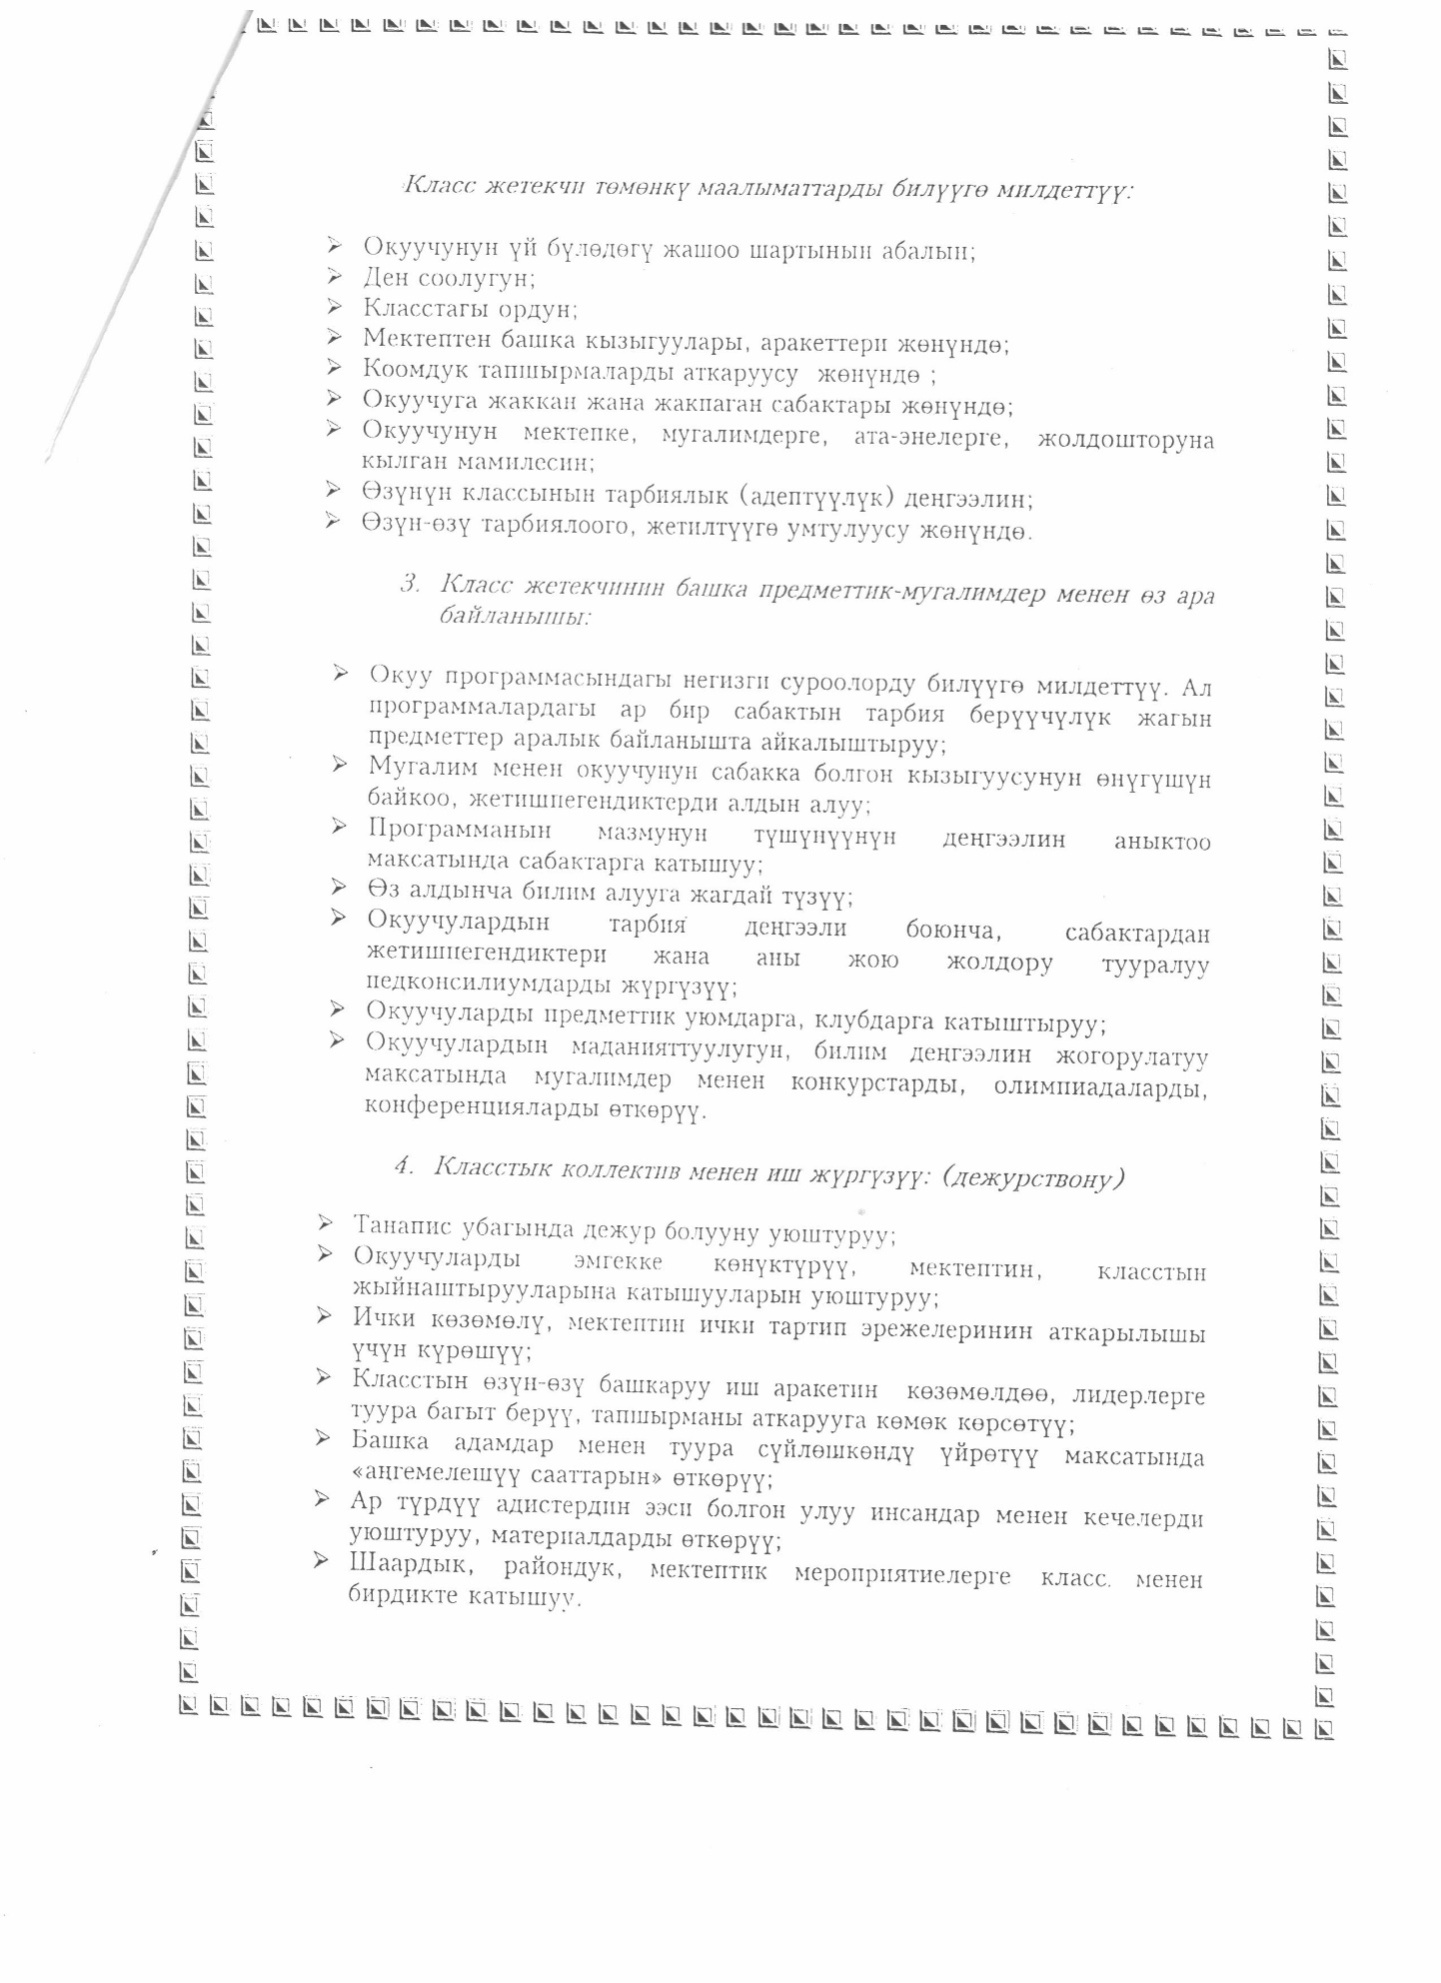 Класс жетекчи төмөнкү маалыматтарды билүүгө милдеттүү:
➢ Окуучунун үй бүлөдөгү жашоо шартынын абалын;
➢ Ден соолугун;
➢ Класстагы ордун;
➢ Мектептен башка кызыгуулары, аракеттери жөнүндө;
➢ Коомдук тапшырмаларды аткаруусу жөнүндө ;
➢ Окуучуга жаккан жана жакпаган сабактары жөнүндө;
➢ Окуучунун мектепке, мугалимдерге, ата-энелерге, жолдошторуна
кылган мамилесин;
➢ Өзүнүн классынын тарбиялык (адептүүлүк) деңгээлин;
➢ Өзүн-өзү тарбиялоого, жетилтүүгө умтулуусу жөнүндө.
3. Класс жетекчинин башка предметтик-мугалимдер менен өз ара
байланышы:
➢ Окуу программасындагы негизги суроолорду билүүгө милдеттүү. Ал
программалардагы ар бир сабактын тарбия берүүчүлүк жагын
предметтер аралык байланышта айкалыштыруу;
➢ Мугалим менен окуучунун сабакка болгон кызыгуусунун өнүгүшүн
байкоо, жетишпегендиктерди алдын алуу;
➢ Программанын мазмунун түшүнүүнүн деңгээлин аныктоо
максатында сабактарга катышуу;
➢ Өз алдынча билим алууга жагдай түзүү;
➢ Окуучулардын тарбия деңгээли боюнча, сабактардан
жетишпегендиктери жана аны жою жолдору тууралуу
педконсилиумдарды жүргүзүү;
➢ Окуучуларды предметтик уюмдарга, клубдарга катыштыруу;
➢ Окуучулардын маданияттуулугун, билим деңгээлин жогорулатуу
максатында мугалимдер менен конкурстарды, олимпиадаларды,
конференцияларды өткөрүү.
4. Класстык коллектив менен иш жүргүзүү: (дежурствону)
➢ Танапис убагында дежур болууну уюштуруу;
➢ Окуучуларды эмгекке көнүктүрүү, мектептин, класстын
жыйнаштырууларына катышууларын уюштуруу;
➢ Ички көзөмөлү, мектептин ички тартип эрежелеринин аткарылышы
үчүн күрөшүү;
➢ Класстын өзүн-өзү башкаруу иш аракетин көзөмөлдөө, лидерлерге
туура багыт берүү, тапшырманы аткарууга көмөк көрсөтүү;
➢ Башка адамдар менен туура сүйлөшкөндү үйрөтүү максатында
«аңгемелешүү сааттарын» өткөрүү;
➢ Ар түрдүү адистердин ээси болгон улуу инсандар менен кечелерди
уюштуруу, материалдарды өткөрүү;
➢ Шаардык, райондук, мектептик мероприятиелерге класс. менен
бирдикте катышуу.